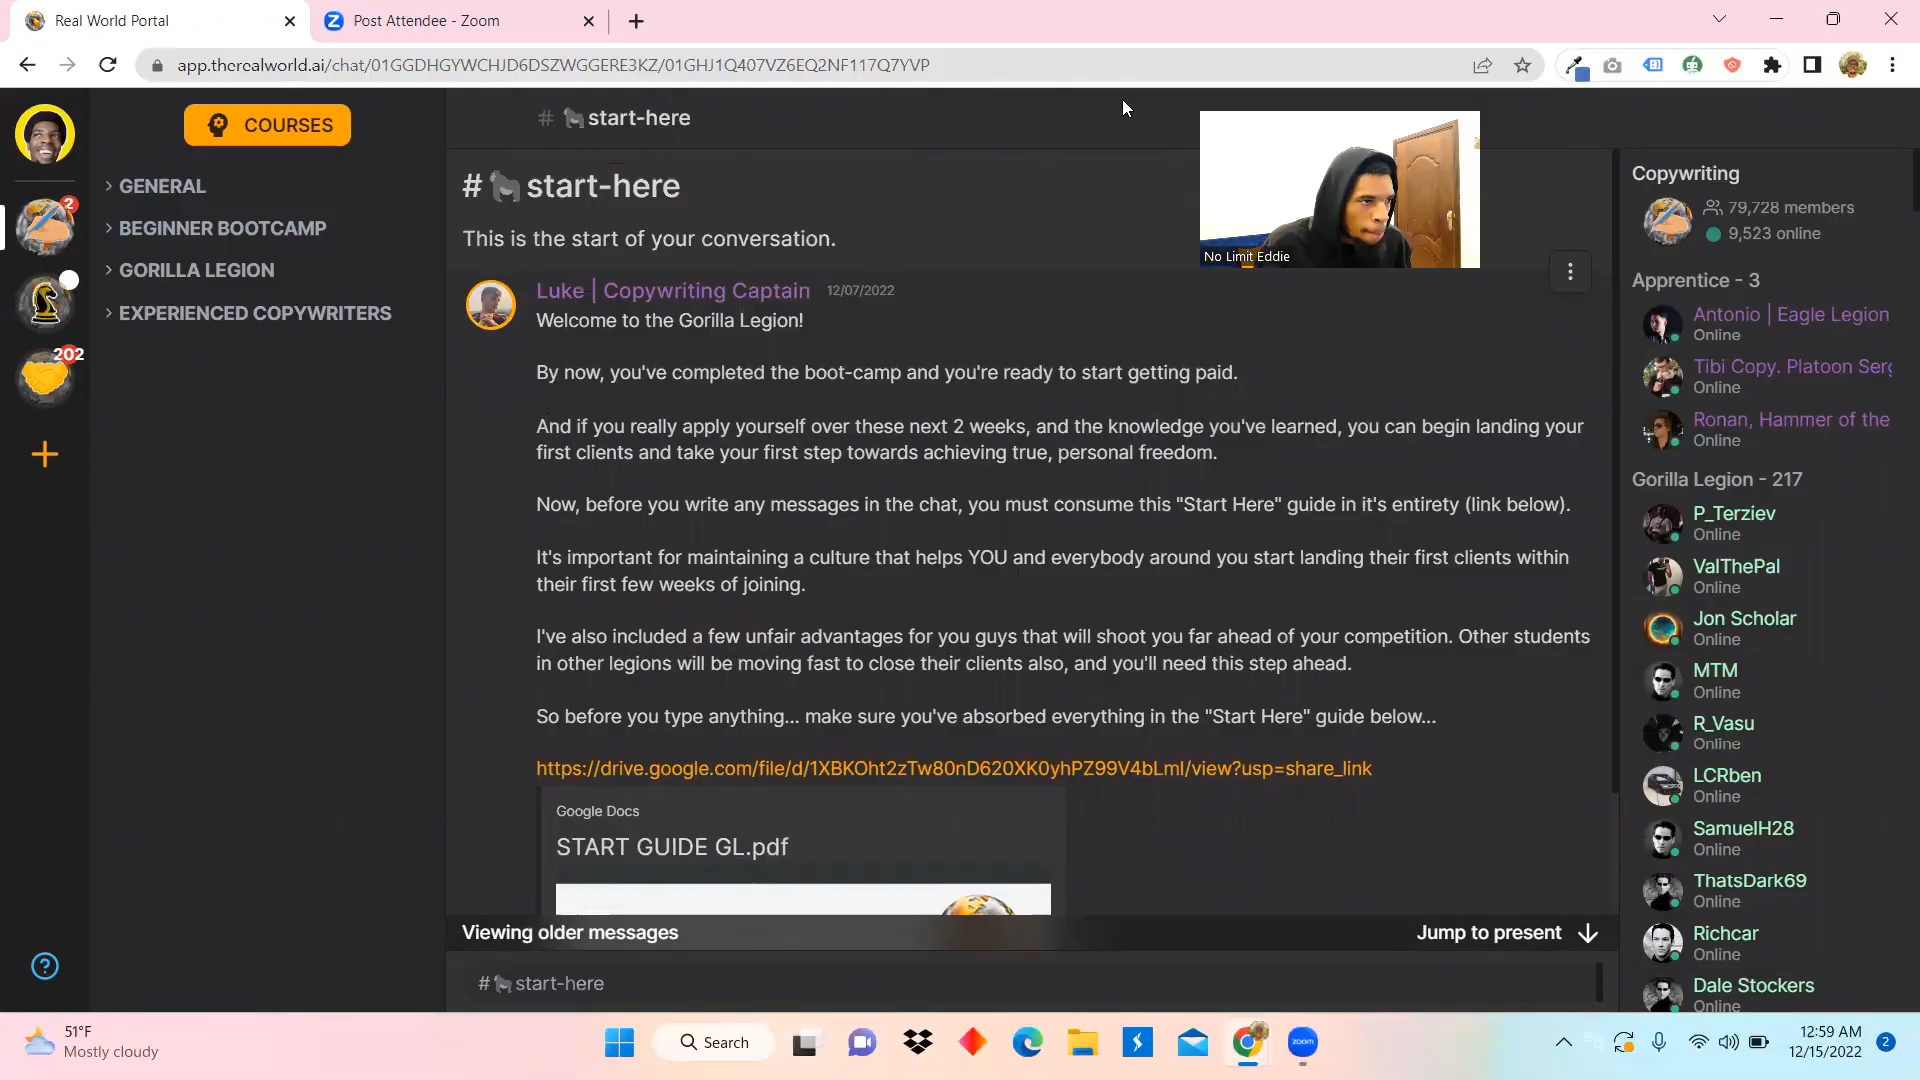 Real World Portal
Post Attendee - Zoom
app.therealworld.ai/chat/01GGDHGYWCHJD6DSZWGGERE3KZ/01GHJ1Q407VZ6EQ2NF117Q7YVP
COURSES
GENERAL
BEGINNER BOOTCAMP
GORILLA LEGION
EXPERIENCED COPYWRITERS
2
202
# start-here
# start-here
This is the start of your conversation.
No Limit Eddie
Luke | Copywriting Captain 12/07/2022
Welcome to the Gorilla Legion!
By now, you've completed the boot-camp and you're ready to start getting paid.
And if you really apply yourself over these next 2 weeks, and the knowledge you've learned, you can begin landing your
first clients and take your first step towards achieving true, personal freedom.
Now, before you write any messages in the chat, you must consume this "Start Here" guide in it's entirety (link below).
It's important for maintaining a culture that helps YOU and everybody around you start landing their first clients within
their first few weeks of joining.
I've also included a few unfair advantages for you guys that will shoot you far ahead of your competition. Other students
in other legions will be moving fast to close their clients also, and you'll need this step ahead.
So before you type anything... make sure you've absorbed everything in the "Start Here" guide below...
https://drive.google.com/file/d/1XBKOht2zTw80nD620XK0yhPZ99V4bLmI/view?usp=share_link
Google Docs
START GUIDE GL.pdf
Viewing older messages
Jump to present
# start-here
Copywriting
79,728 members
9,523 online
Apprentice - 3
Antonio | Eagle Legion
Online
Tibi Copy. Platoon Serg
Online
Ronan, Hammer of the
Online
Gorilla Legion - 217
P_Terziev
Online
ValThePal
Online
Jon Scholar
Online
MTM
Online
R_Vasu
Online
LCRben
Online
SamuelH28
Online
ThatsDark69
Online
Richcar
Online
Dale Stockers
Online
51°F
Mostly cloudy
Search
zoom
12:59 AM
12/15/2022
2